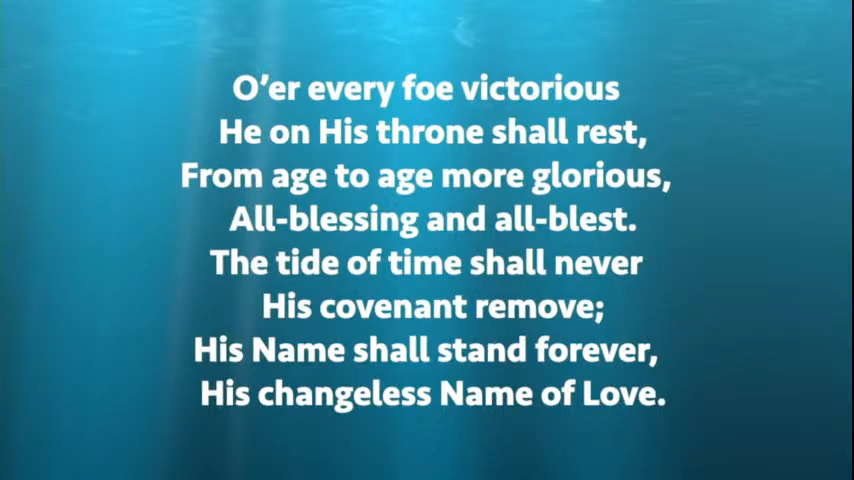 O’er every foe victorious
He on His throne shall rest,
From age to age more glorious,
All-blessing and all-blest.
The tide of time shall never
His covenant remove;
His Name shall stand forever,
His changeless Name of Love.